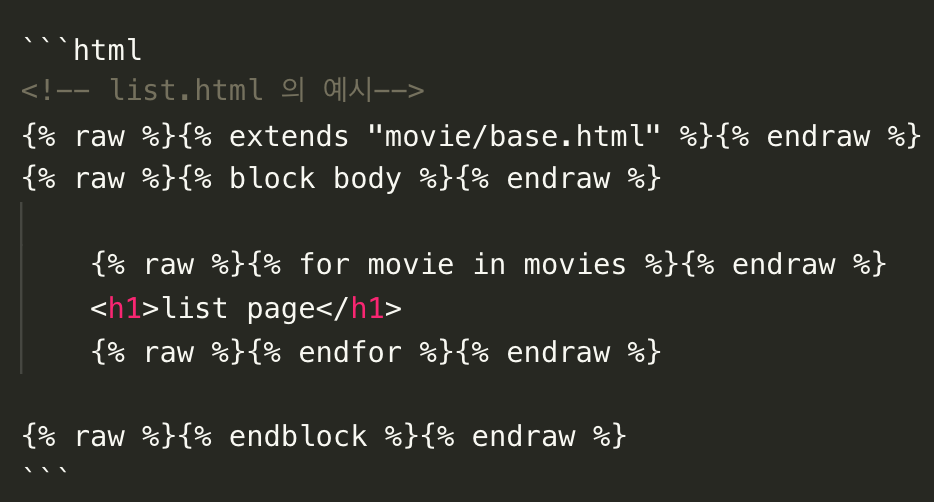 ```html
<!-- list.html 의 예시-->
{% raw %}{% extends "movie/base.html" %}{% endraw %}
{% raw %}{% block body %}{% endraw %}
{% raw %}{% for movie in movies %}{% endraw %}
<h1>list page</h1>
{% raw %}{% endfor %}{% endraw %}
{% raw %}{% endblock %}{% endraw %}
```